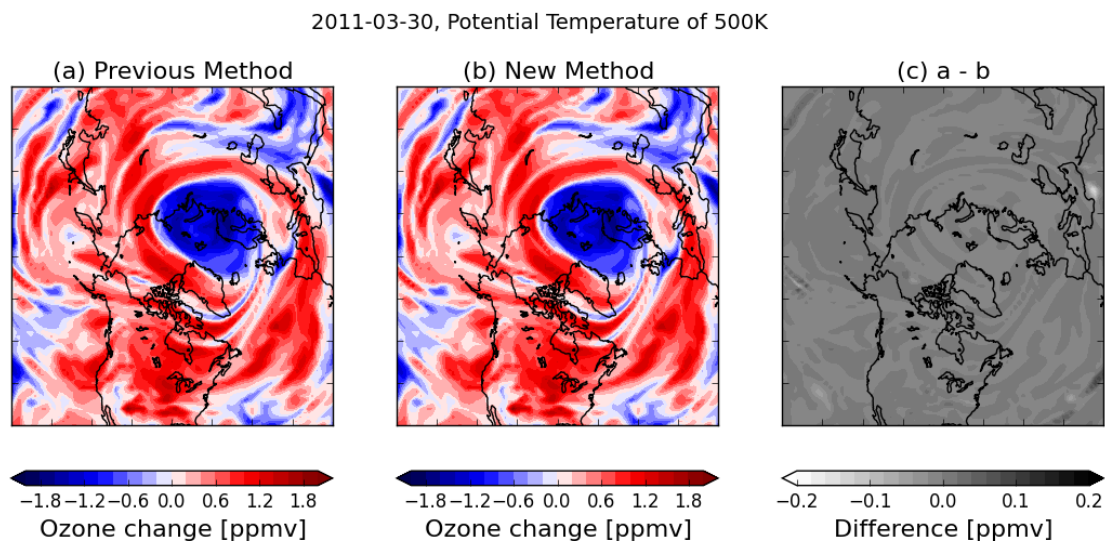 2011-03-30, Potential Temperature of 500K
(a) Previous Method
(b) New Method
(c) a - b
−1.8 −1.2 −0.6 0.0 0.6 1.2 1.8
Ozone change [ppmv]
−1.8 −1.2 −0.6 0.0 0.6 1.2 1.8
Ozone change [ppmv]
−0.2 −0.1 0.0 0.1 0.2
Difference [ppmv]